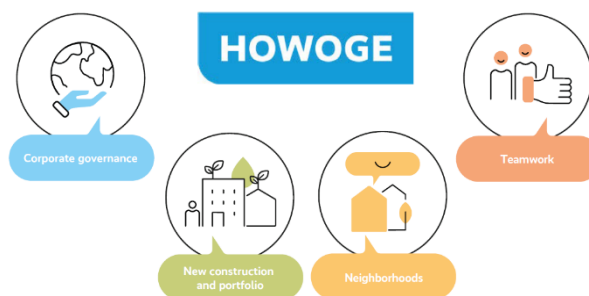 HOWOGE
Corporate governance
Teamwork
New construction
and portfolio
Neighborhoods